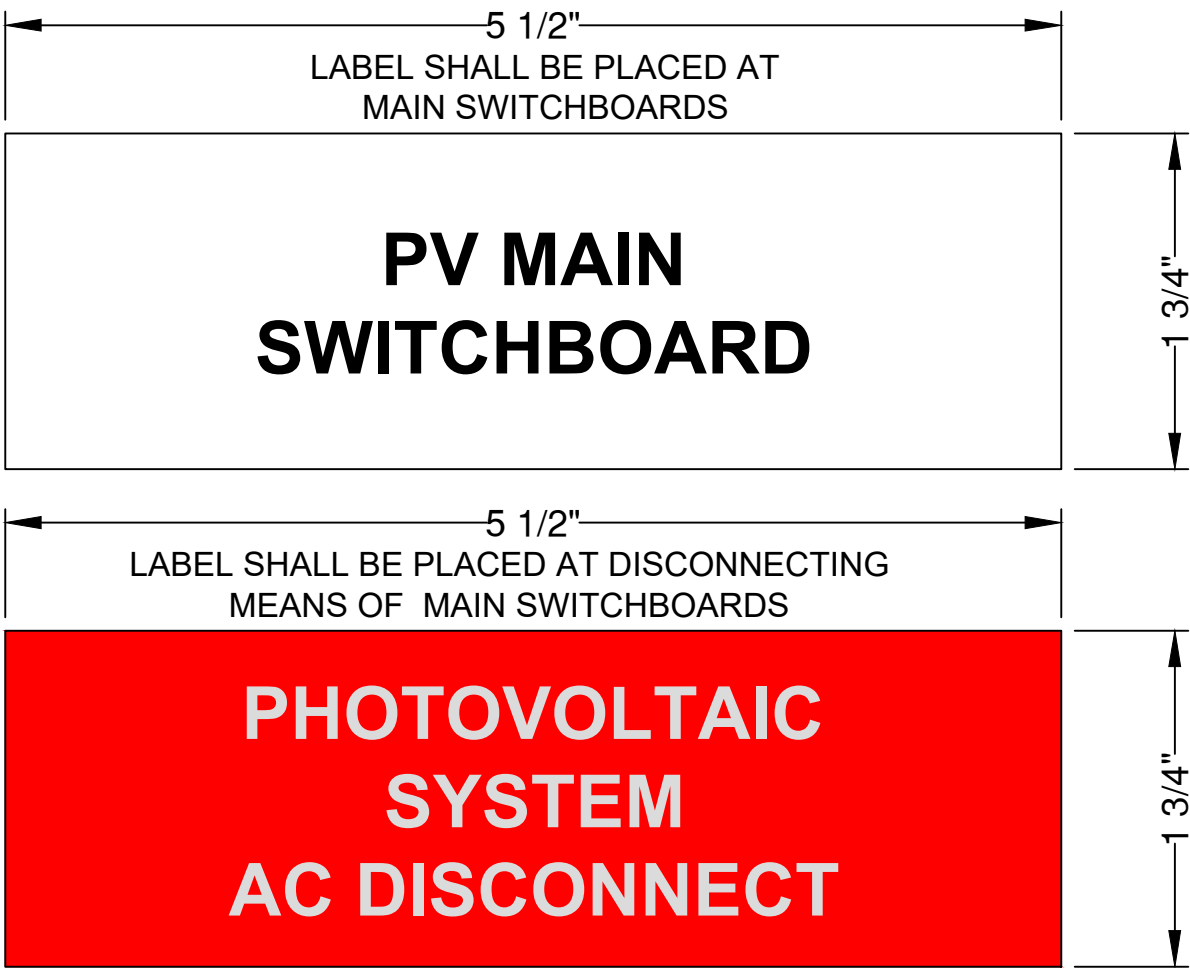 5 1/2"
LABEL SHALL BE PLACED AT
MAIN SWITCHBOARDS
PV MAIN
SWITCHBOARD
1 3/4"
5 1/2"
LABEL SHALL BE PLACED AT DISCONNECTING
MEANS OF  MAIN SWITCHBOARDS
PHOTOVOLTAIC
SYSTEM
AC DISCONNECT
1 3/4"